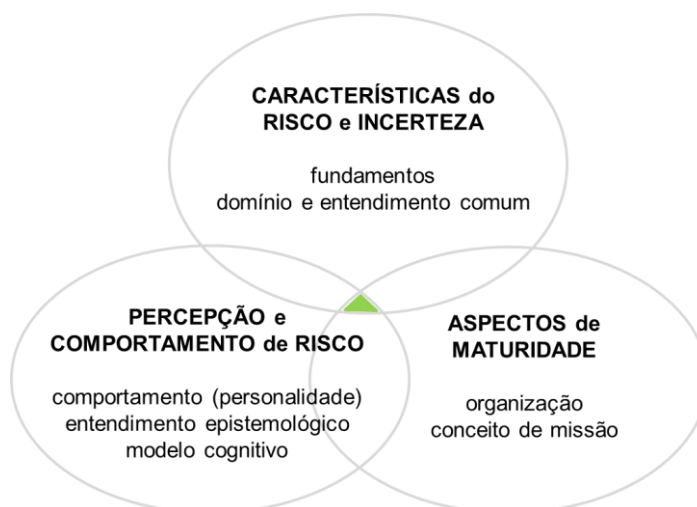 CARACTERÍSTICAS do
RISCO e INCERTEZA
fundamentos
domínio e entendimento comum
PERCEPÇÃO e
COMPORTAMENTO de RISCO
comportamento (personalidade)
entendimento epistemológico
modelo cognitivo
ASPECTOS de
MATURIDADE
organização
conceito de missão